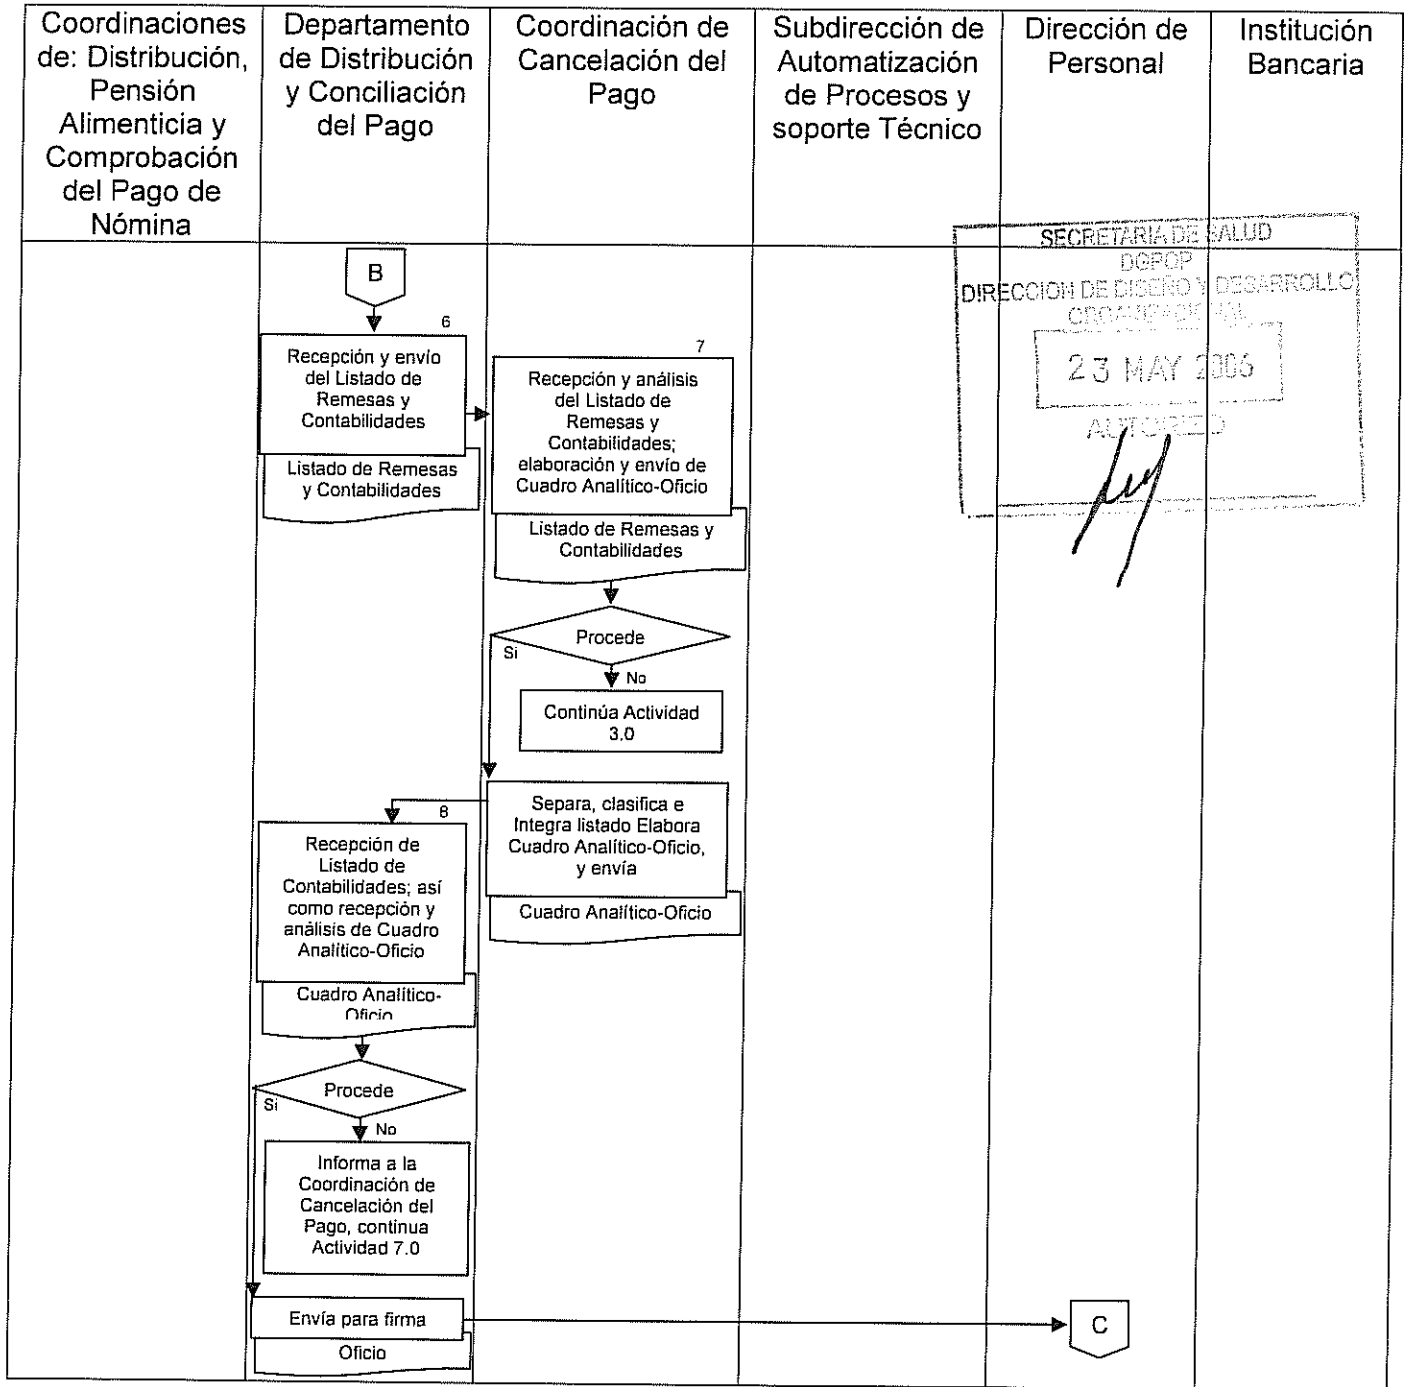 Coordinaciones
de: Distribución,
Pensión
Alimenticia y
Comprobación
del Pago de
Nómina
Departamento
de Distribución
y Conciliación
del Pago
Coordinación de
Cancelación del
Pago
Subdirección de
Automatización
de Procesos y
soporte Técnico
Dirección de
Personal
Institución
Bancaria
SECRETARIA DE SALUD
DGPOP
DIRECCION DE DISEÑO Y DESARROLLO
ORGANIZACIONAL
23 MAY 2006
AUTORIZO
B
6
Recepción y envío
del Listado de
Remesas y
Contabilidades
Listado de Remesas
y Contabilidades
7
Recepción y análisis
del Listado de
Remesas y
Contabilidades;
elaboración y envío de
Cuadro Analítico-Oficio
Listado de Remesas y
Contabilidades
Procede
Si
No
Continúa Actividad
3.0
Separa, clasifica e
Integra listado Elabora
Cuadro Analítico-Oficio,
y envía
Cuadro Analítico-Oficio
8
Recepción de
Listado de
Contabilidades; así
como recepción y
análisis de Cuadro
Analítico-Oficio
Cuadro Analítico-
Oficio
Procede
Si
No
Informa a la
Coordinación de
Cancelación del
Pago, continua
Actividad 7.0
Envía para firma
Oficio
C